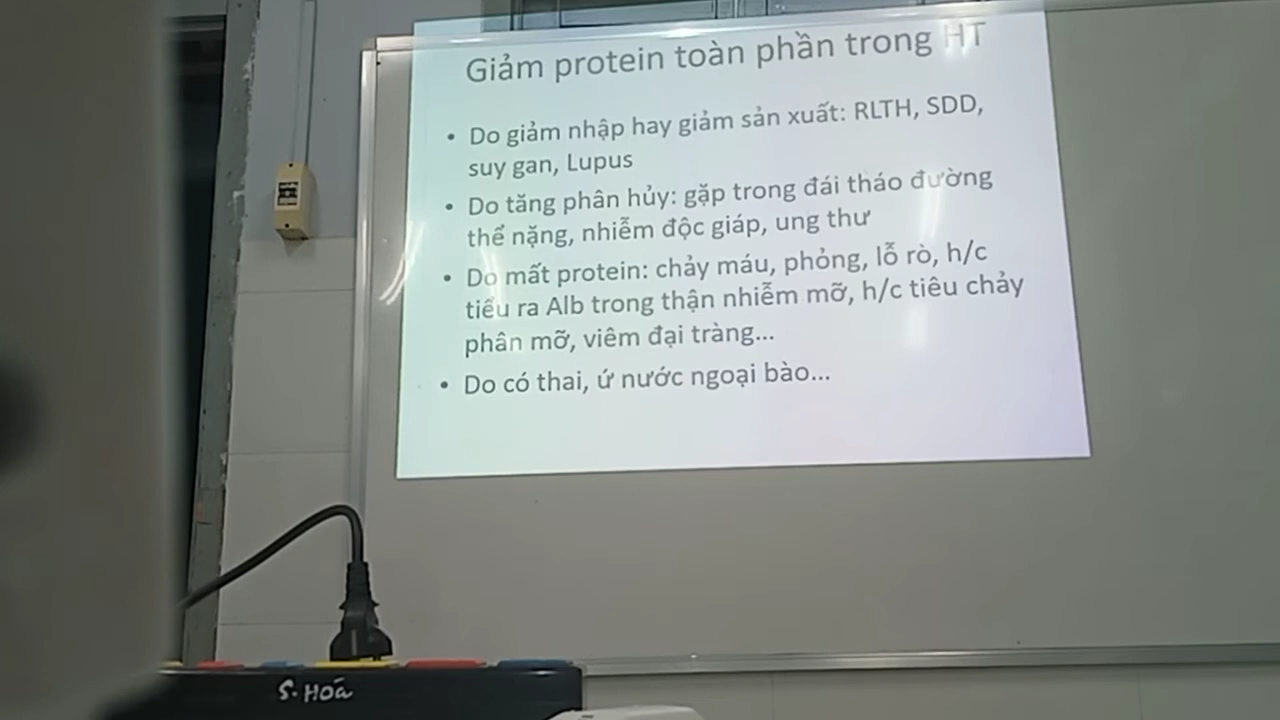 Giảm protein toàn phần trong HT
• Do giảm nhập hay giảm sản xuất: RLTH, SDD,
suy gan, Lupus
• Do tăng phân hủy: gặp trong đái tháo đường
thể nặng, nhiễm độc giáp, ung thư
• Do mất protein: chảy máu, phỏng, lỗ rò, h/c
tiểu ra Alb trong thận nhiễm mỡ, h/c tiêu chảy
phân mỡ, viêm đại tràng...
• Do có thai, ứ nước ngoại bào...
S. HOÁ